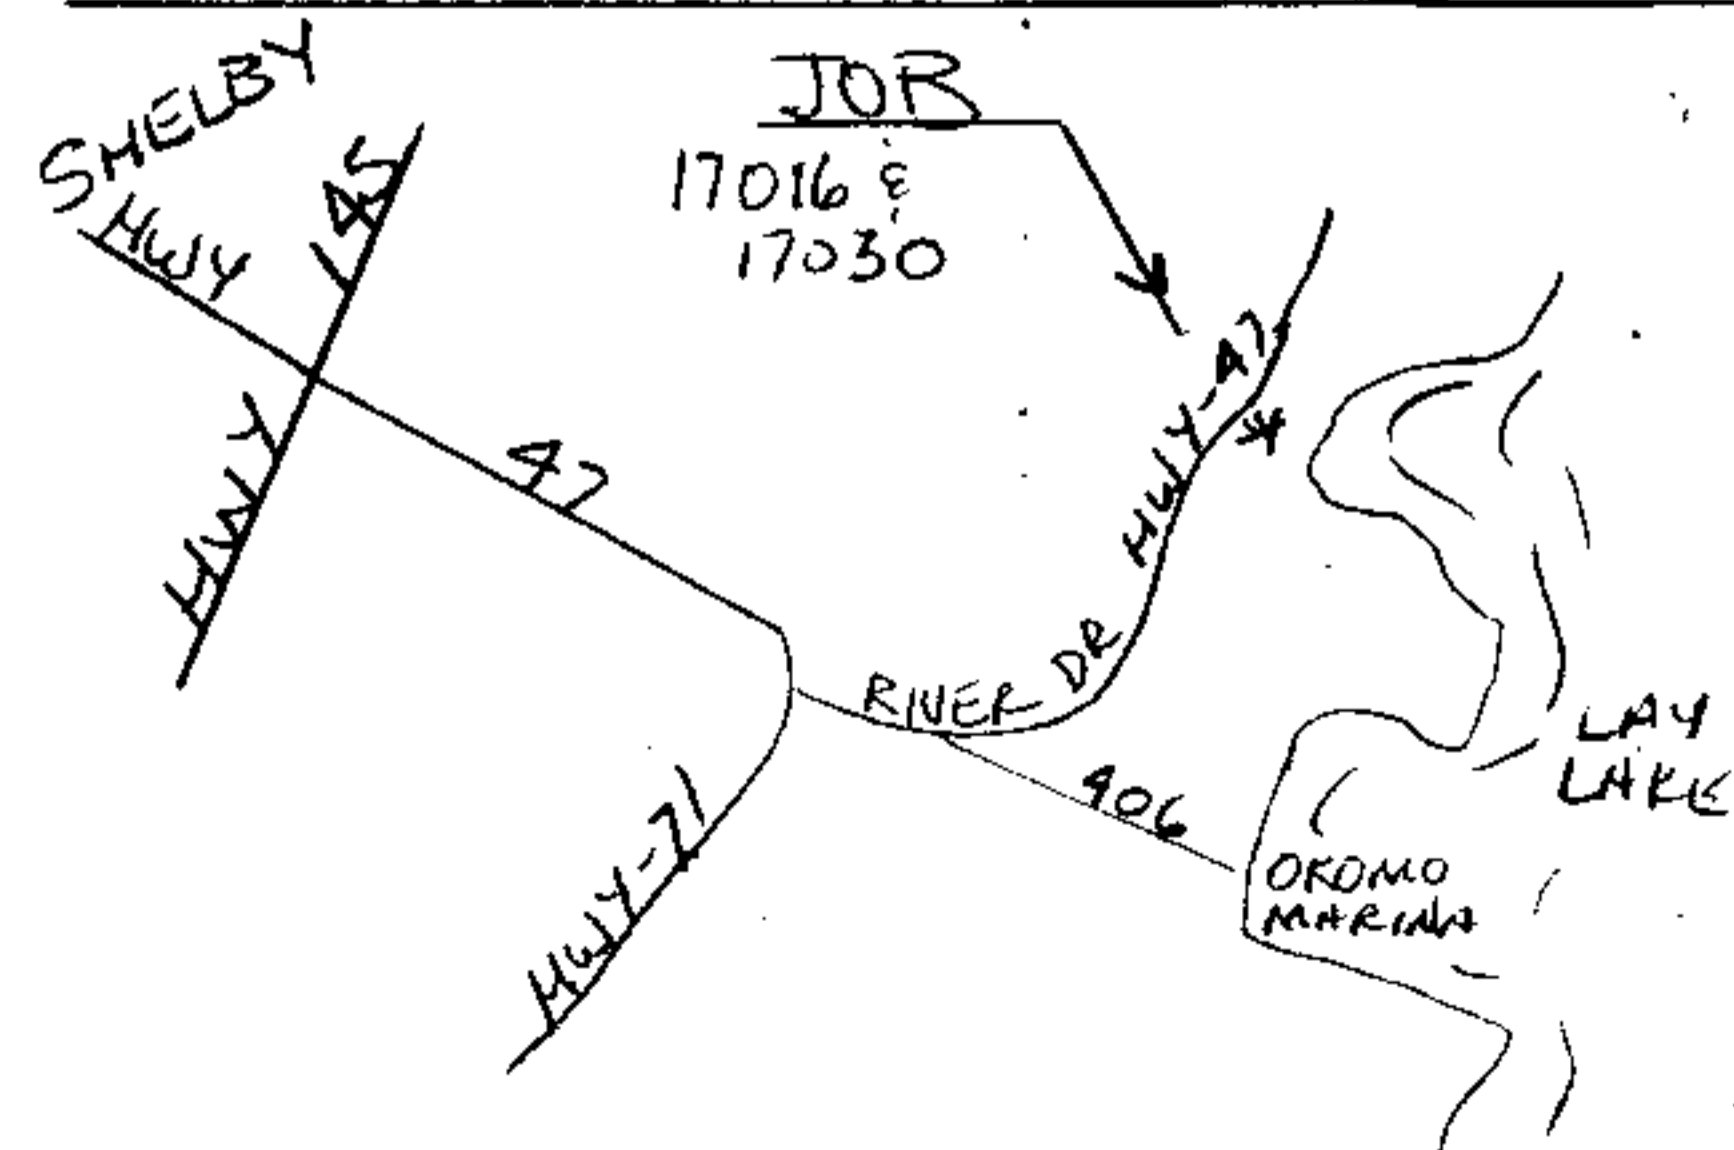 SHELBY
JOB
17016 &
17030
HWY 47
HWY 145
HWY-47
RIVER DR
406
HWY-71
LAY
LAKE
OKOMO
MARINA